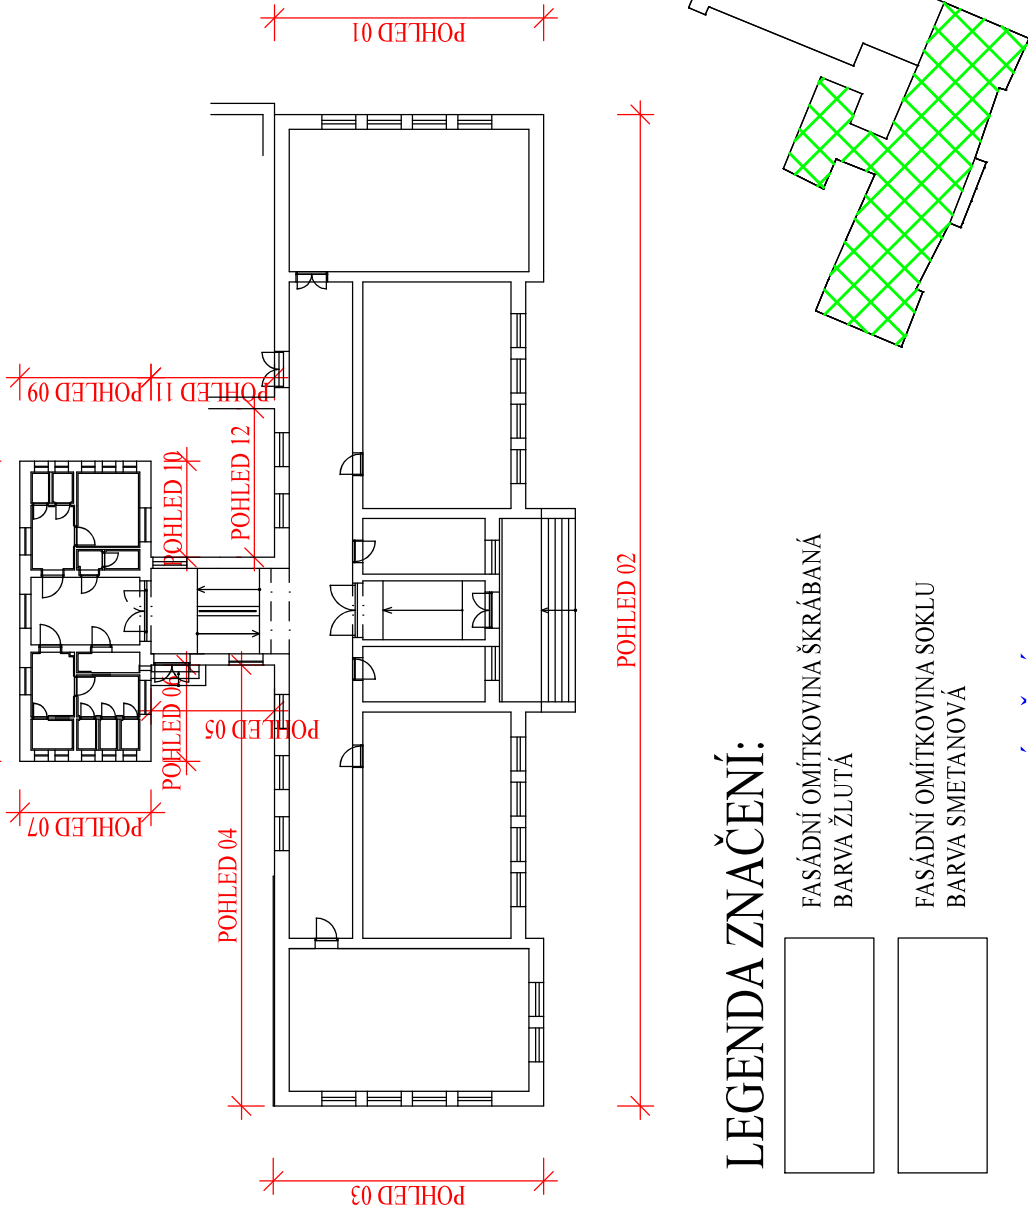 POHLED 01
POHLED 09
POHLED 11
POHLED 10
POHLED 12
POHLED 02
POHLED 06
POHLED 05
POHLED 07
POHLED 04
POHLED 03
LEGENDA ZNAČENÍ:
FASÁDNÍ OMÍTKOVINA ŠKRÁBANÁ
BARVA ŽLUTÁ
FASÁDNÍ OMÍTKOVINA SOKLU
BARVA SMETANOVÁ